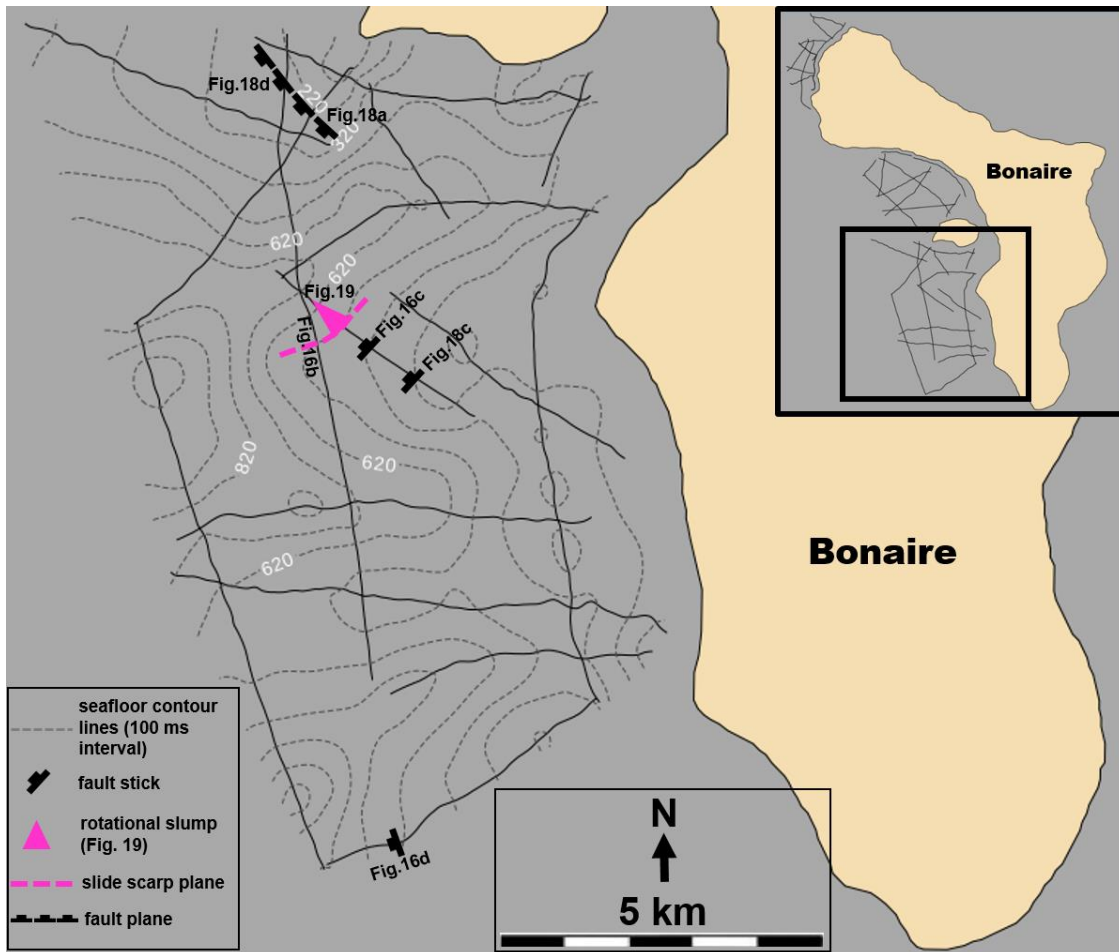 Fig.18d
220
Fig.18a
320
Bonaire
620
620
Fig.19
Fig.16c
Fig.16b
Fig.18c
820
620
620
Bonaire
seafloor contour
lines (100 ms
interval)
fault stick
rotational slump
(Fig. 19)
slide scarp plane
fault plane
Fig.16d
N
5 km